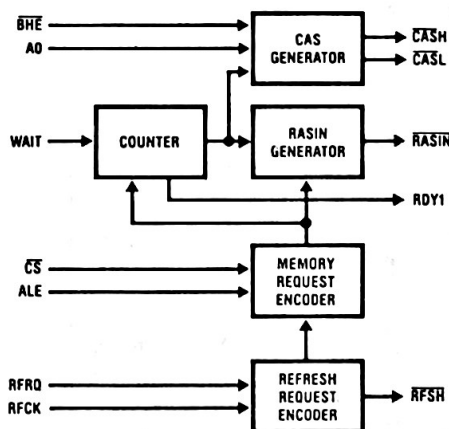 BHE
A0
CAS
GENERATOR
CASH
CASL
WAIT
COUNTER
RASIN
GENERATOR
RASIN
RDY1
CS
ALE
MEMORY
REQUEST
ENCODER
RFRQ
RFCK
REFRESH
REQUEST
ENCODER
RFSH